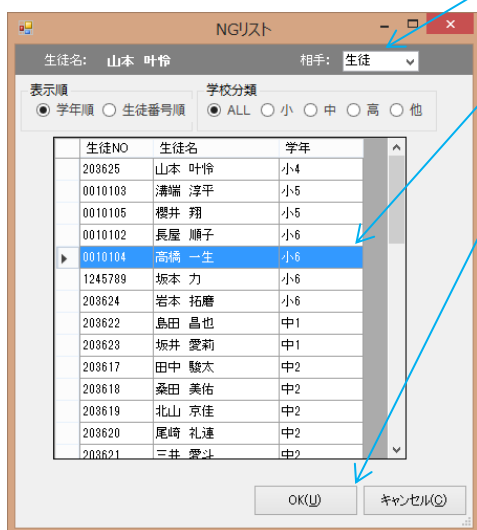 NGリスト
生徒名: 山本 叶怜 相手: 生徒
表示順 学校分類
学年順 生徒番号順 ALL 小 中 高 他
生徒NO 生徒名 学年
203625 山本 叶怜 小4
0010103 溝端 淳平 小5
0010105 櫻井 翔 小5
0010102 長屋 順子 小6
0010104 高橋 一生 小6
1245789 坂本 力 小6
203624 岩本 拓磨 小6
203622 島田 昌也 中1
203623 坂井 愛莉 中1
203617 田中 駿太 中2
203618 桑田 美佑 中2
203619 北山 京佳 中2
203620 尾崎 礼連 中2
203621 三井 愛斗 中2
OK(U) キャンセル(C)